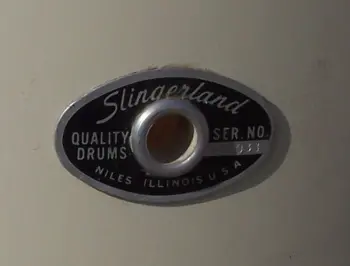 Slingerland
QUALITY SER. NO.
DRUMS
NILES ILLINOIS U S A